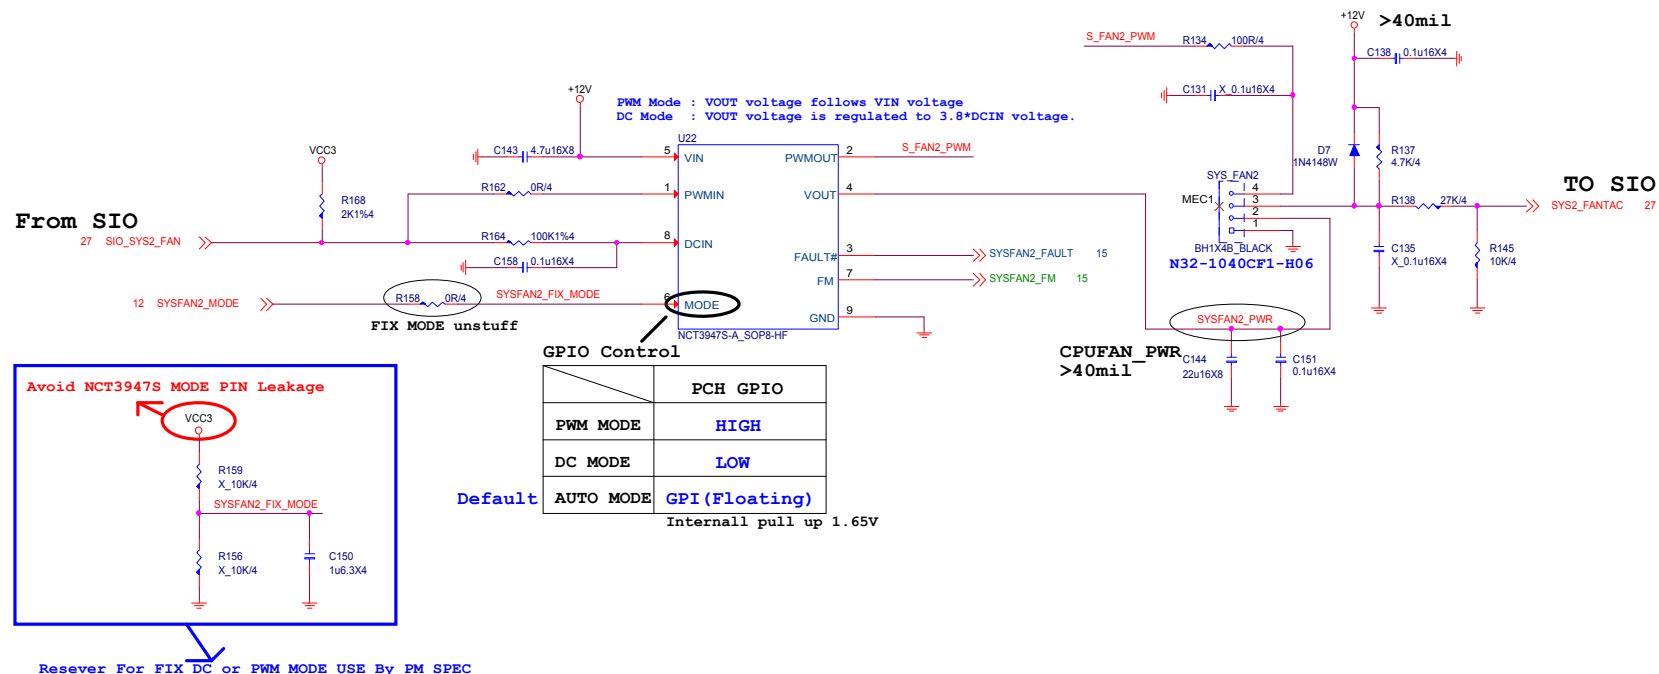 +12V
>40mil
S_FAN2_PWM
R134
100R/4
C138
0.1u16X4
+12V
C131
X_0.1u16X4
PWM Mode : VOUT voltage follows VIN voltage
DC Mode : VOUT voltage is regulated to 3.8*DCIN voltage.
U22
VCC3
C143
4.7u16X8
5
VIN
PWMOUT
2
S_FAN2_PWM
D7
1N4148W
R137
4.7K/4
R162
0R/4
1
PWMIN
VOUT
4
SYS_FAN2
4
3
2
1
MEC1
R168
2K1%4
TO SIO
R138
27K/4
SYS2_FANTAC
27
From SIO
27
SIO_SYS2_FAN
R164
100K1%4
8
DCIN
FAULT#
3
SYSFAN2_FAULT
15
BH1X4B_BLACK
N32-1040CF1-H06
C135
X_0.1u16X4
R145
10K/4
C158
0.1u16X4
FM
7
SYSFAN2_FM
15
12
SYSFAN2_MODE
R158
0R/4
SYSFAN2_FIX_MODE
6
MODE
GND
9
FIX MODE unstuff
NCT3947S-A_SOP8-HF
SYSFAN2_PWR
GPIO Control
CPUFAN_PWR
>40mil
C144
22u16X8
C151
0.1u16X4
PCH GPIO
PWM MODE
HIGH
DC MODE
LOW
Default
AUTO MODE
GPI(Floating)
Internall pull up 1.65V
Avoid NCT3947S MODE PIN Leakage
VCC3
R159
X_10K/4
SYSFAN2_FIX_MODE
R156
X_10K/4
C150
1u6.3X4
Resever For FIX DC or PWM MODE USE By PM SPEC